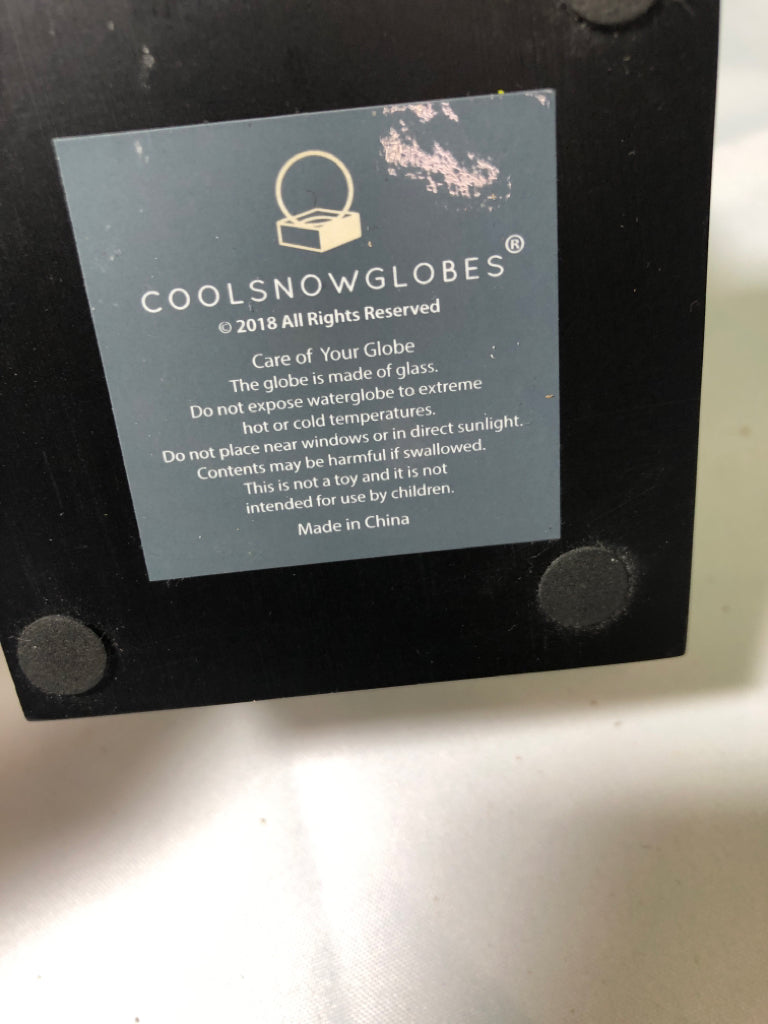 COOLSNOWGLOBES®
© 2018 All Rights Reserved
Care of Your Globe
The globe is made of glass.
Do not expose waterglobe to extreme
hot or cold temperatures.
Do not place near windows or in direct sunlight.
Contents may be harmful if swallowed.
This is not a toy and it is not
intended for use by children.
Made in China